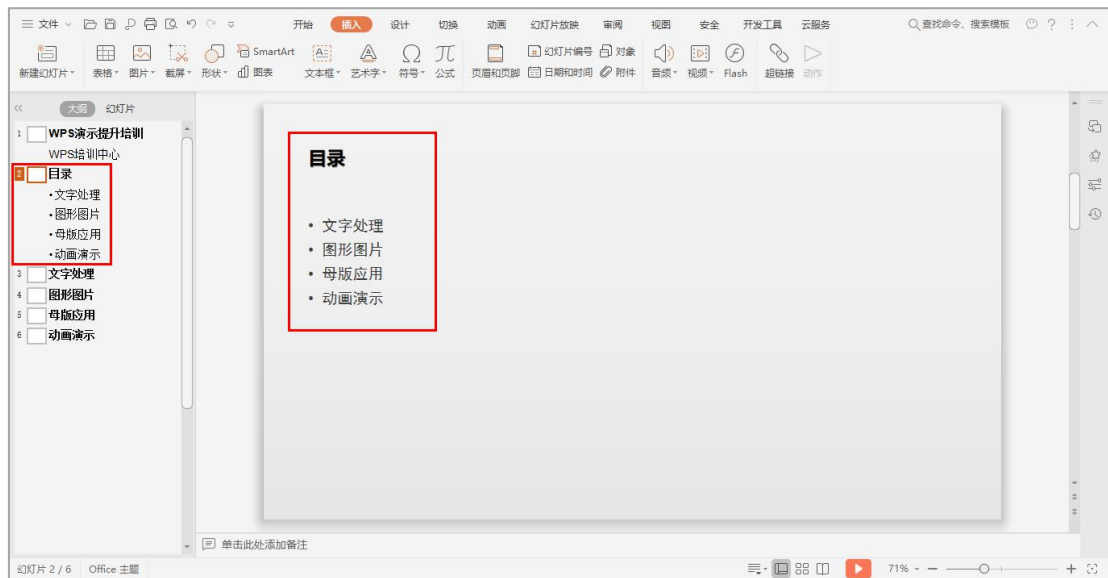 文件 开始 插入 设计 切换 动画 幻灯片放映 审阅 视图 安全 开发工具 云服务 查找命令、搜索模板
SmartArt 幻灯片编号 对象
新建幻灯片 表格 图片 截屏 形状 图表 文本框 艺术字 符号 公式 页眉和页脚 日期和时间 附件 音频 视频 Flash 超链接 动作
大纲 幻灯片
1 WPS演示提升培训
WPS培训中心
2 目录
•文字处理
•图形图片
•母版应用
•动画演示
3 文字处理
4 图形图片
5 母版应用
6 动画演示
目录
• 文字处理
• 图形图片
• 母版应用
• 动画演示
单击此处添加备注
幻灯片 2 / 6 Office 主题 71%